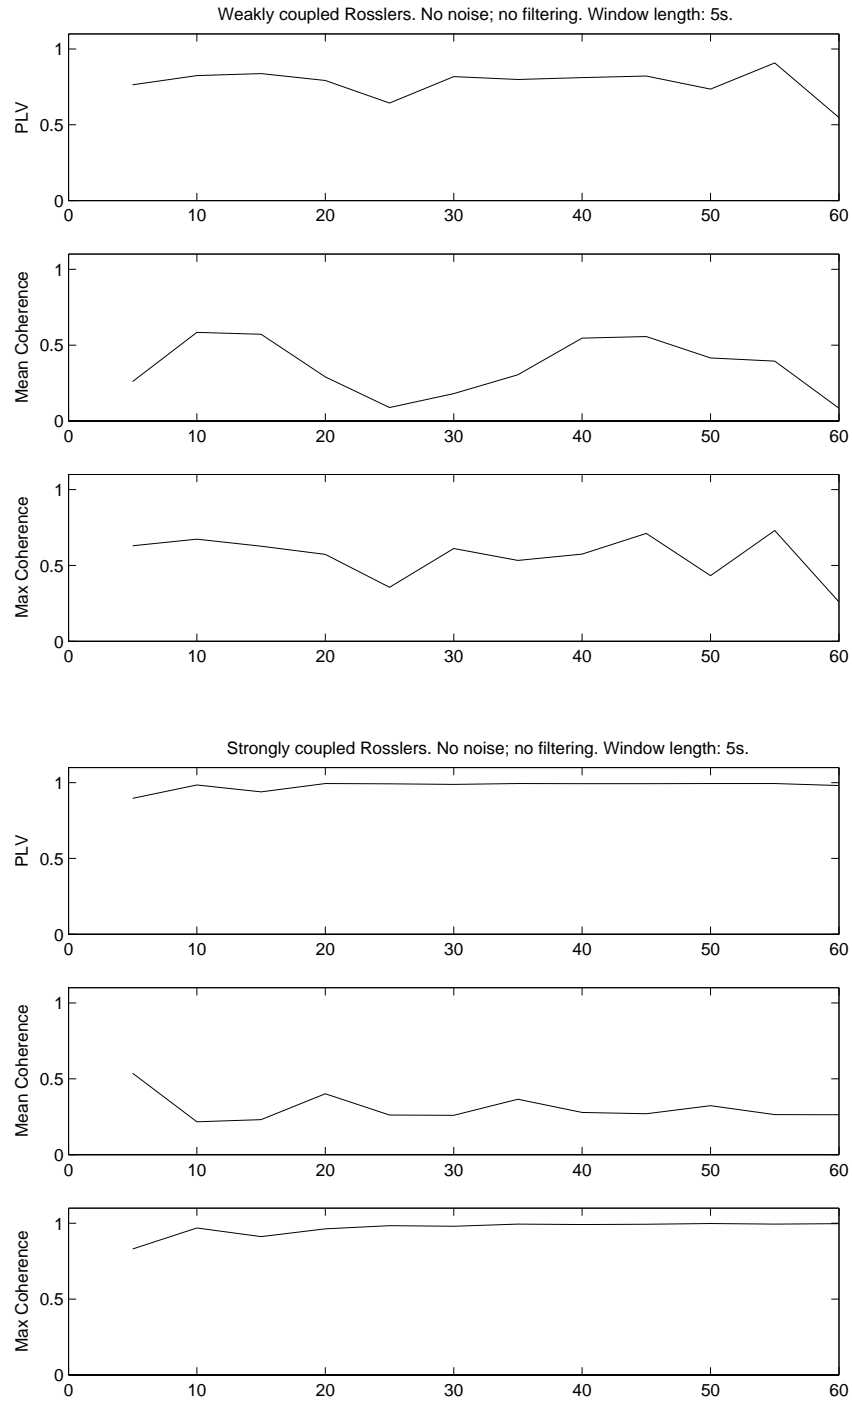 Weakly coupled Rosslers. No noise; no filtering. Window length: 5s.
1
0.5
0
PLV
0 10 20 30 40 50 60
1
0.5
0
Mean Coherence
0 10 20 30 40 50 60
1
0.5
0
Max Coherence
0 10 20 30 40 50 60
Strongly coupled Rosslers. No noise; no filtering. Window length: 5s.
1
0.5
0
PLV
0 10 20 30 40 50 60
1
0.5
0
Mean Coherence
0 10 20 30 40 50 60
1
0.5
0
Max Coherence
0 10 20 30 40 50 60